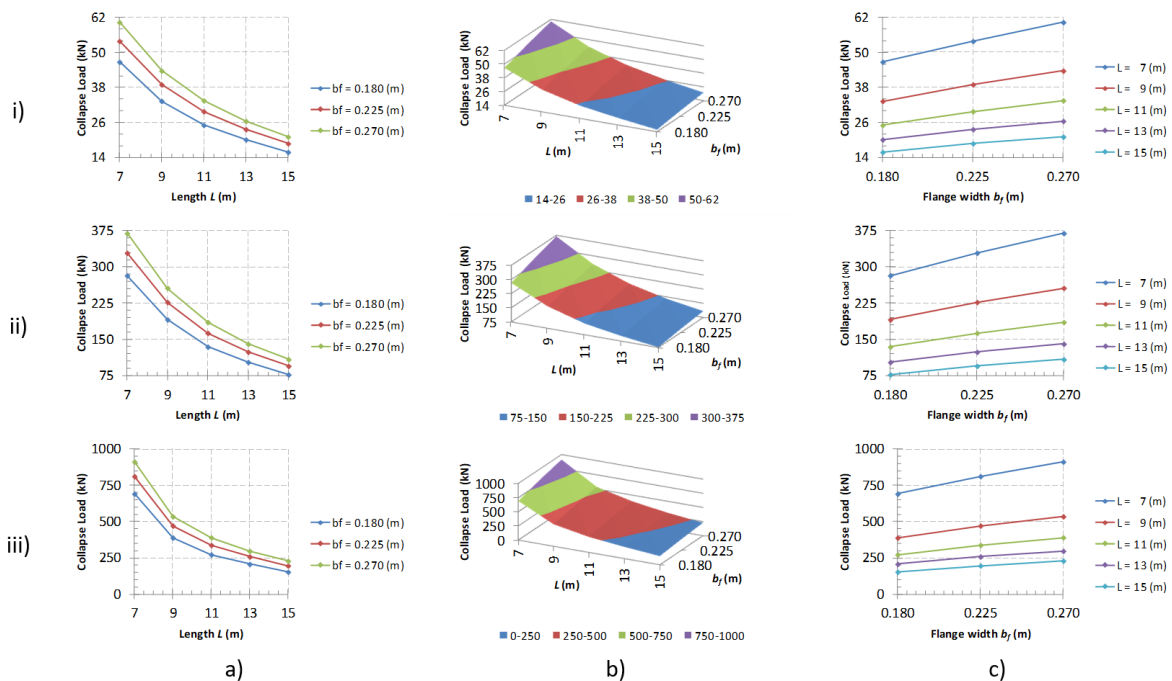 i)
Collapse Load (kN)
62
50
38
26
14
7
9
11
13
15
Length L (m)
bf = 0.180 (m)
bf = 0.225 (m)
bf = 0.270 (m)
Collapse Load (kN)
62
50
38
26
14
7
9
11
13
15
L (m)
0.180
0.225
0.270
bf (m)
14-26
26-38
38-50
50-62
Collapse Load (kN)
62
50
38
26
14
0.180
0.225
0.270
Flange width bf (m)
L = 7 (m)
L = 9 (m)
L = 11 (m)
L = 13 (m)
L = 15 (m)
ii)
Collapse Load (kN)
375
300
225
150
75
7
9
11
13
15
Length L (m)
bf = 0.180 (m)
bf = 0.225 (m)
bf = 0.270 (m)
Collapse Load (kN)
375
300
225
150
75
7
9
11
13
15
L (m)
0.180
0.225
0.270
bf (m)
75-150
150-225
225-300
300-375
Collapse Load (kN)
375
300
225
150
75
0.180
0.225
0.270
Flange width bf (m)
L = 7 (m)
L = 9 (m)
L = 11 (m)
L = 13 (m)
L = 15 (m)
iii)
Collapse Load (kN)
1000
750
500
250
0
7
9
11
13
15
Length L (m)
bf = 0.180 (m)
bf = 0.225 (m)
bf = 0.270 (m)
Collapse Load (kN)
1000
750
500
250
0
7
9
11
13
15
L (m)
0.180
0.225
0.270
bf (m)
0-250
250-500
500-750
750-1000
Collapse Load (kN)
1000
750
500
250
0
0.180
0.225
0.270
Flange width bf (m)
L = 7 (m)
L = 9 (m)
L = 11 (m)
L = 13 (m)
L = 15 (m)
a)
b)
c)